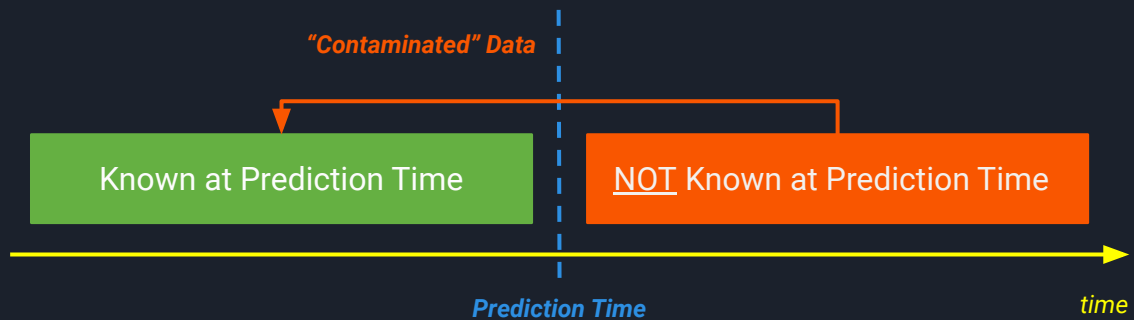 “Contaminated” Data
Known at Prediction Time
NOT Known at Prediction Time
Prediction Time
time